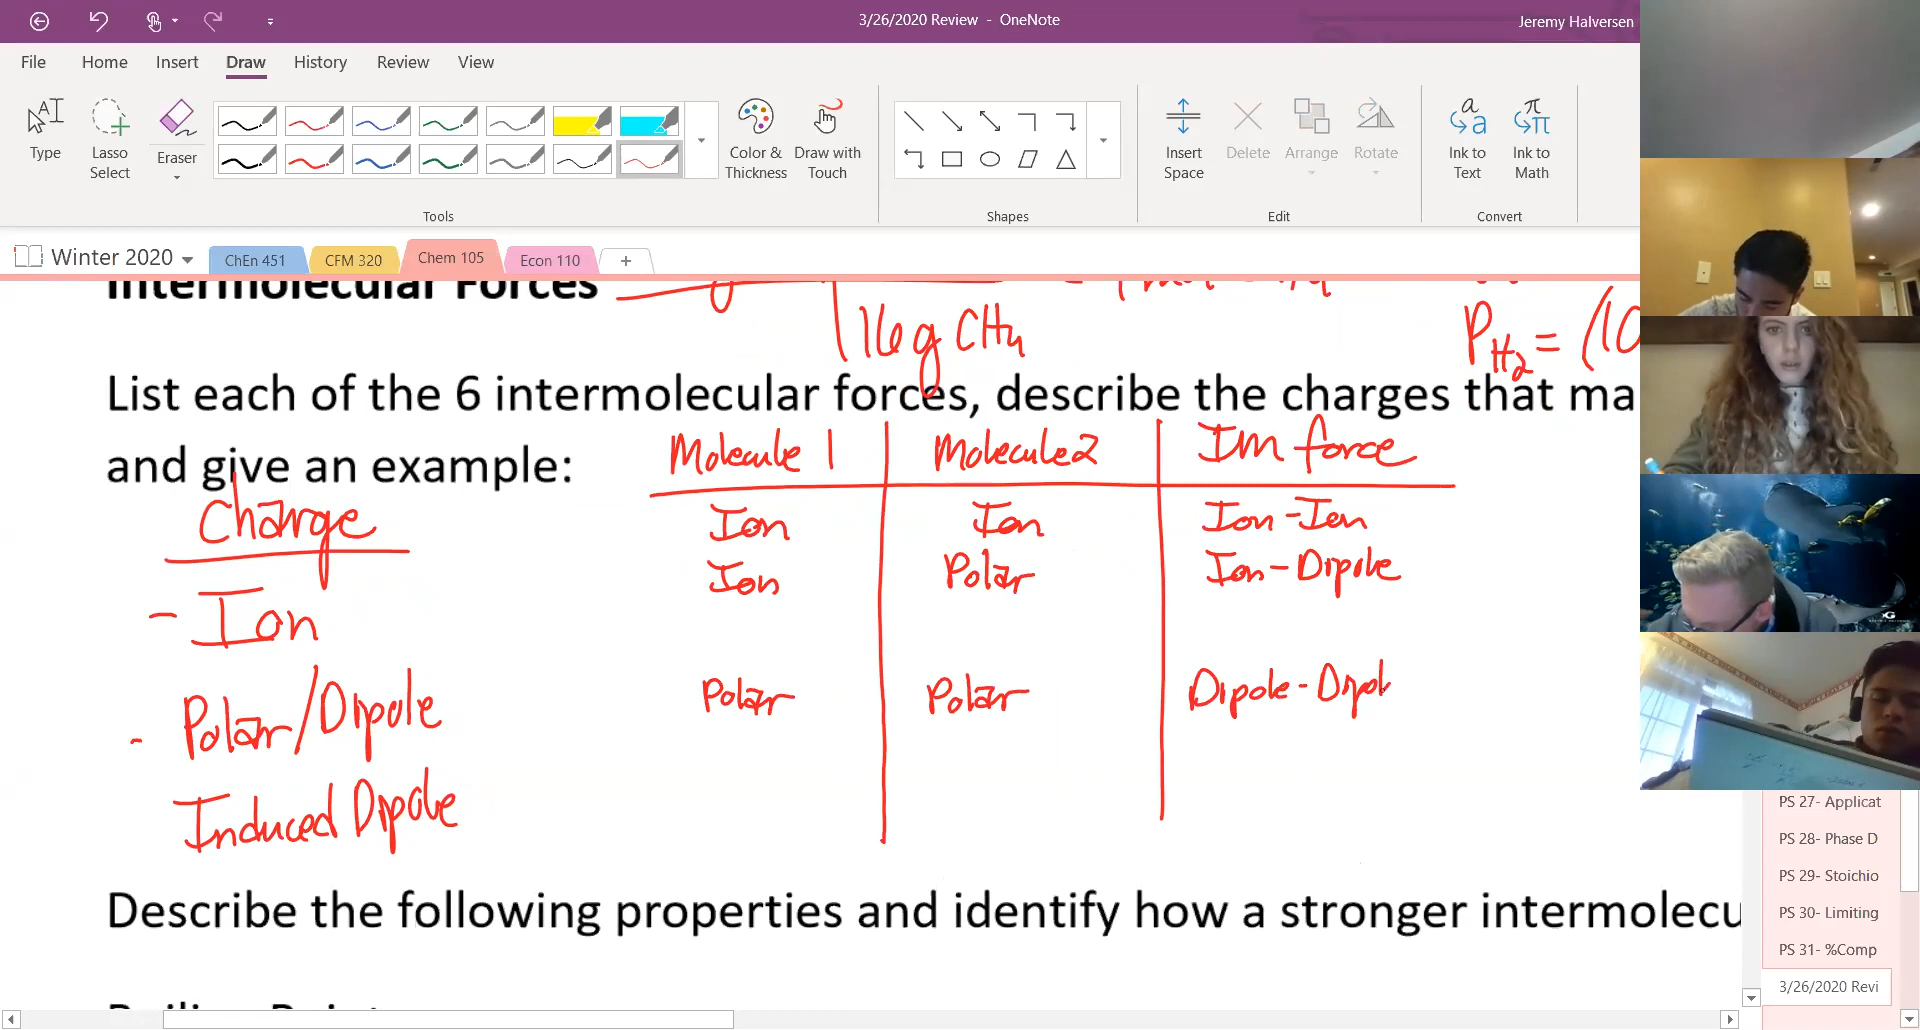 3/26/2020 Review - OneNote
Jeremy Halversen
File Home Insert Draw History Review View
Type
Lasso Select
Eraser
Color & Thickness
Draw with Touch
Insert Space
Delete
Arrange
Rotate
Ink to Text
Ink to Math
Tools
Shapes
Edit
Convert
Winter 2020
ChEn 451
CFM 320
Chem 105
Econ 110
+
Intermolecular Forces
16g CH4
PH2 = (10
List each of the 6 intermolecular forces, describe the charges that ma
and give an example:
Molecule 1 Molecule 2 IM force
Charge
Ion Ion Ion-Ion
Ion Polar Ion-Dipole
- Ion
Polar Polar Dipole-Dipol
- Polar/Dipole
Induced Dipole
Describe the following properties and identify how a stronger intermolecu
PS 27- Applicat
PS 28- Phase D
PS 29- Stoichio
PS 30- Limiting
PS 31- %Comp
3/26/2020 Revi